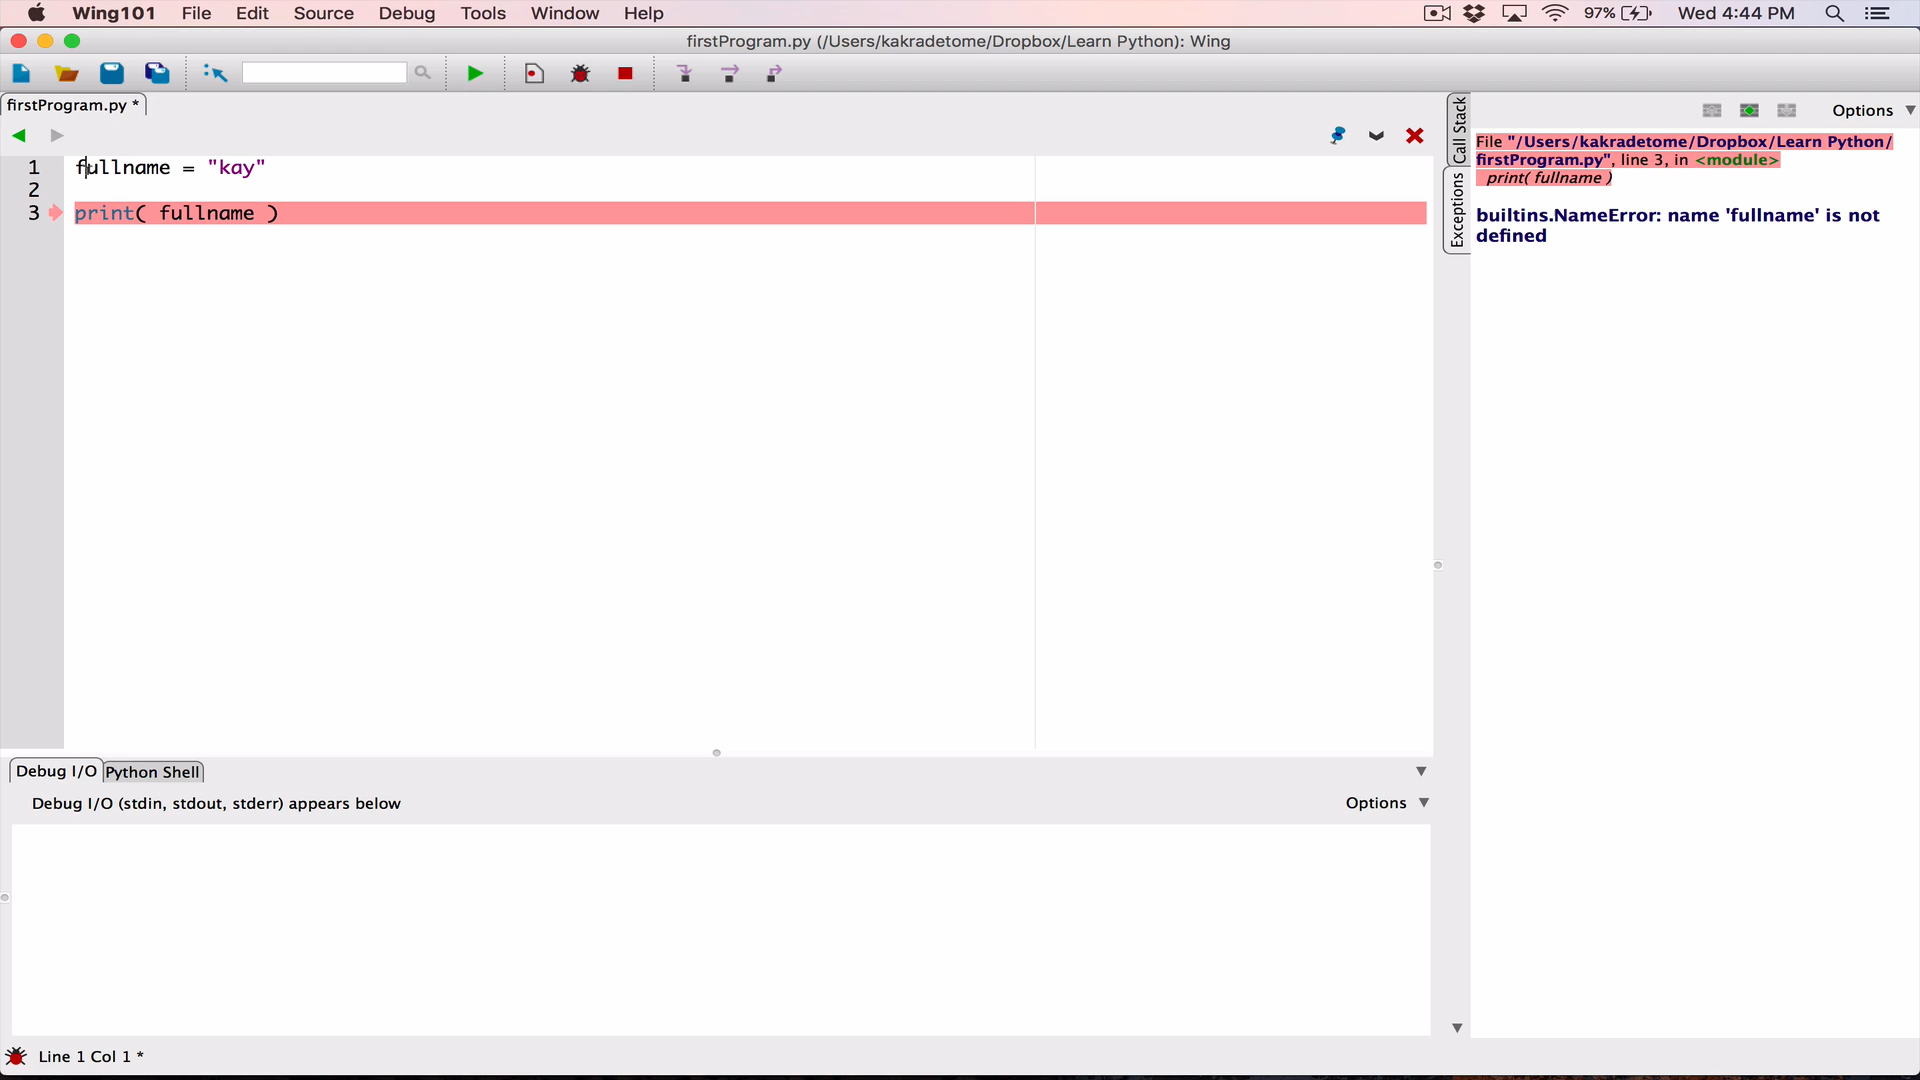 Wing101 File Edit Source Debug Tools Window Help 97% Wed 4:44 PM
firstProgram.py (/Users/kakradetome/Dropbox/Learn Python): Wing
firstProgram.py *
1 fullname = "kay"
2
3 print( fullname )
Call Stack
Exceptions
Options
File "/Users/kakradetome/Dropbox/Learn Python/
firstProgram.py", line 3, in <module>
print( fullname )
builtins.NameError: name 'fullname' is not
defined
Debug I/O Python Shell
Debug I/O (stdin, stdout, stderr) appears below Options
Line 1 Col 1 *